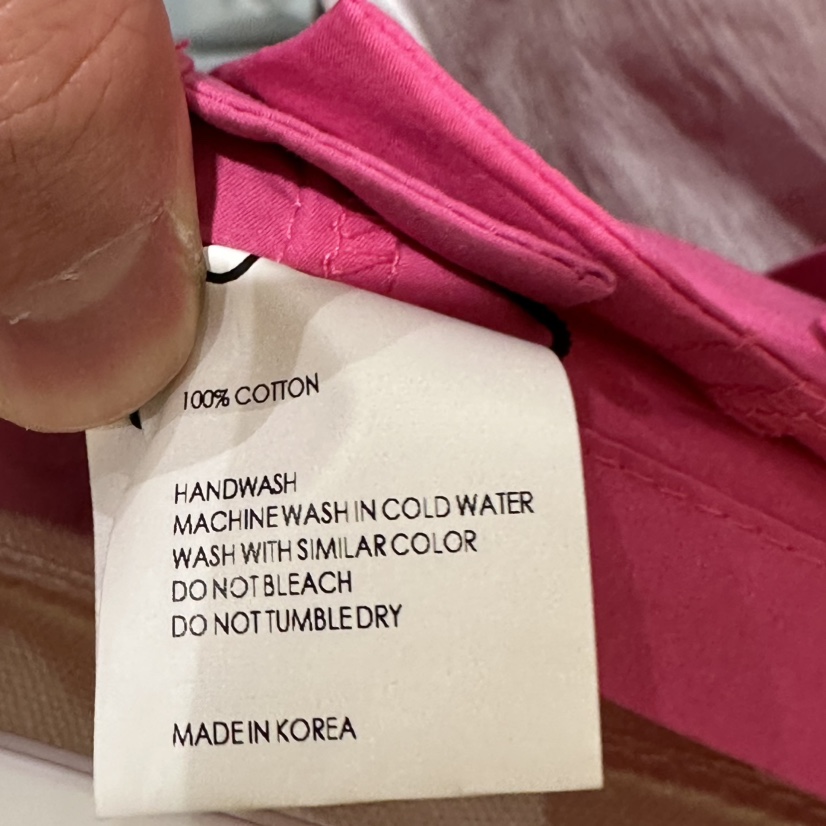 100% COTTON
HANDWASH
MACHINE WASH IN COLD WATER
WASH WITH SIMILAR COLOR
DO NOT BLEACH
DO NOT TUMBLE DRY
MADE IN KOREA